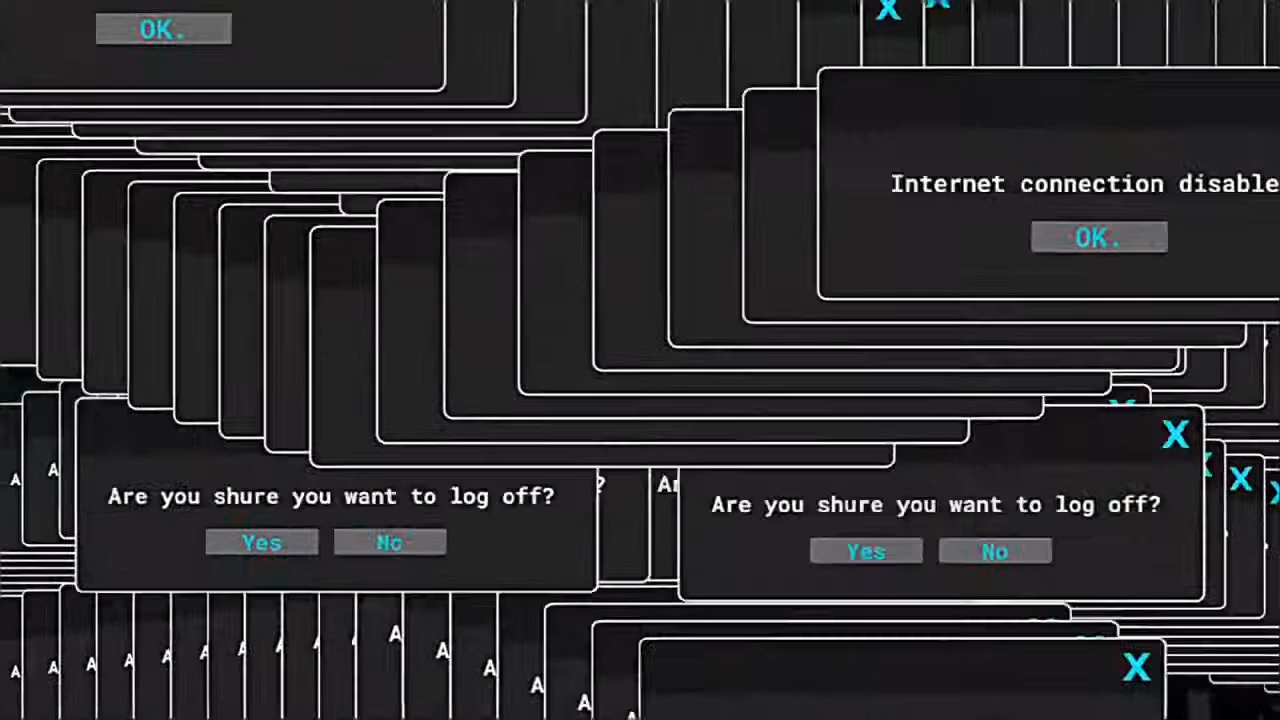 OK.
X X
Internet connection disable
OK.
X
Are you shure you want to log off?
Yes No
Are you shure you want to log off?
Yes No
X
X